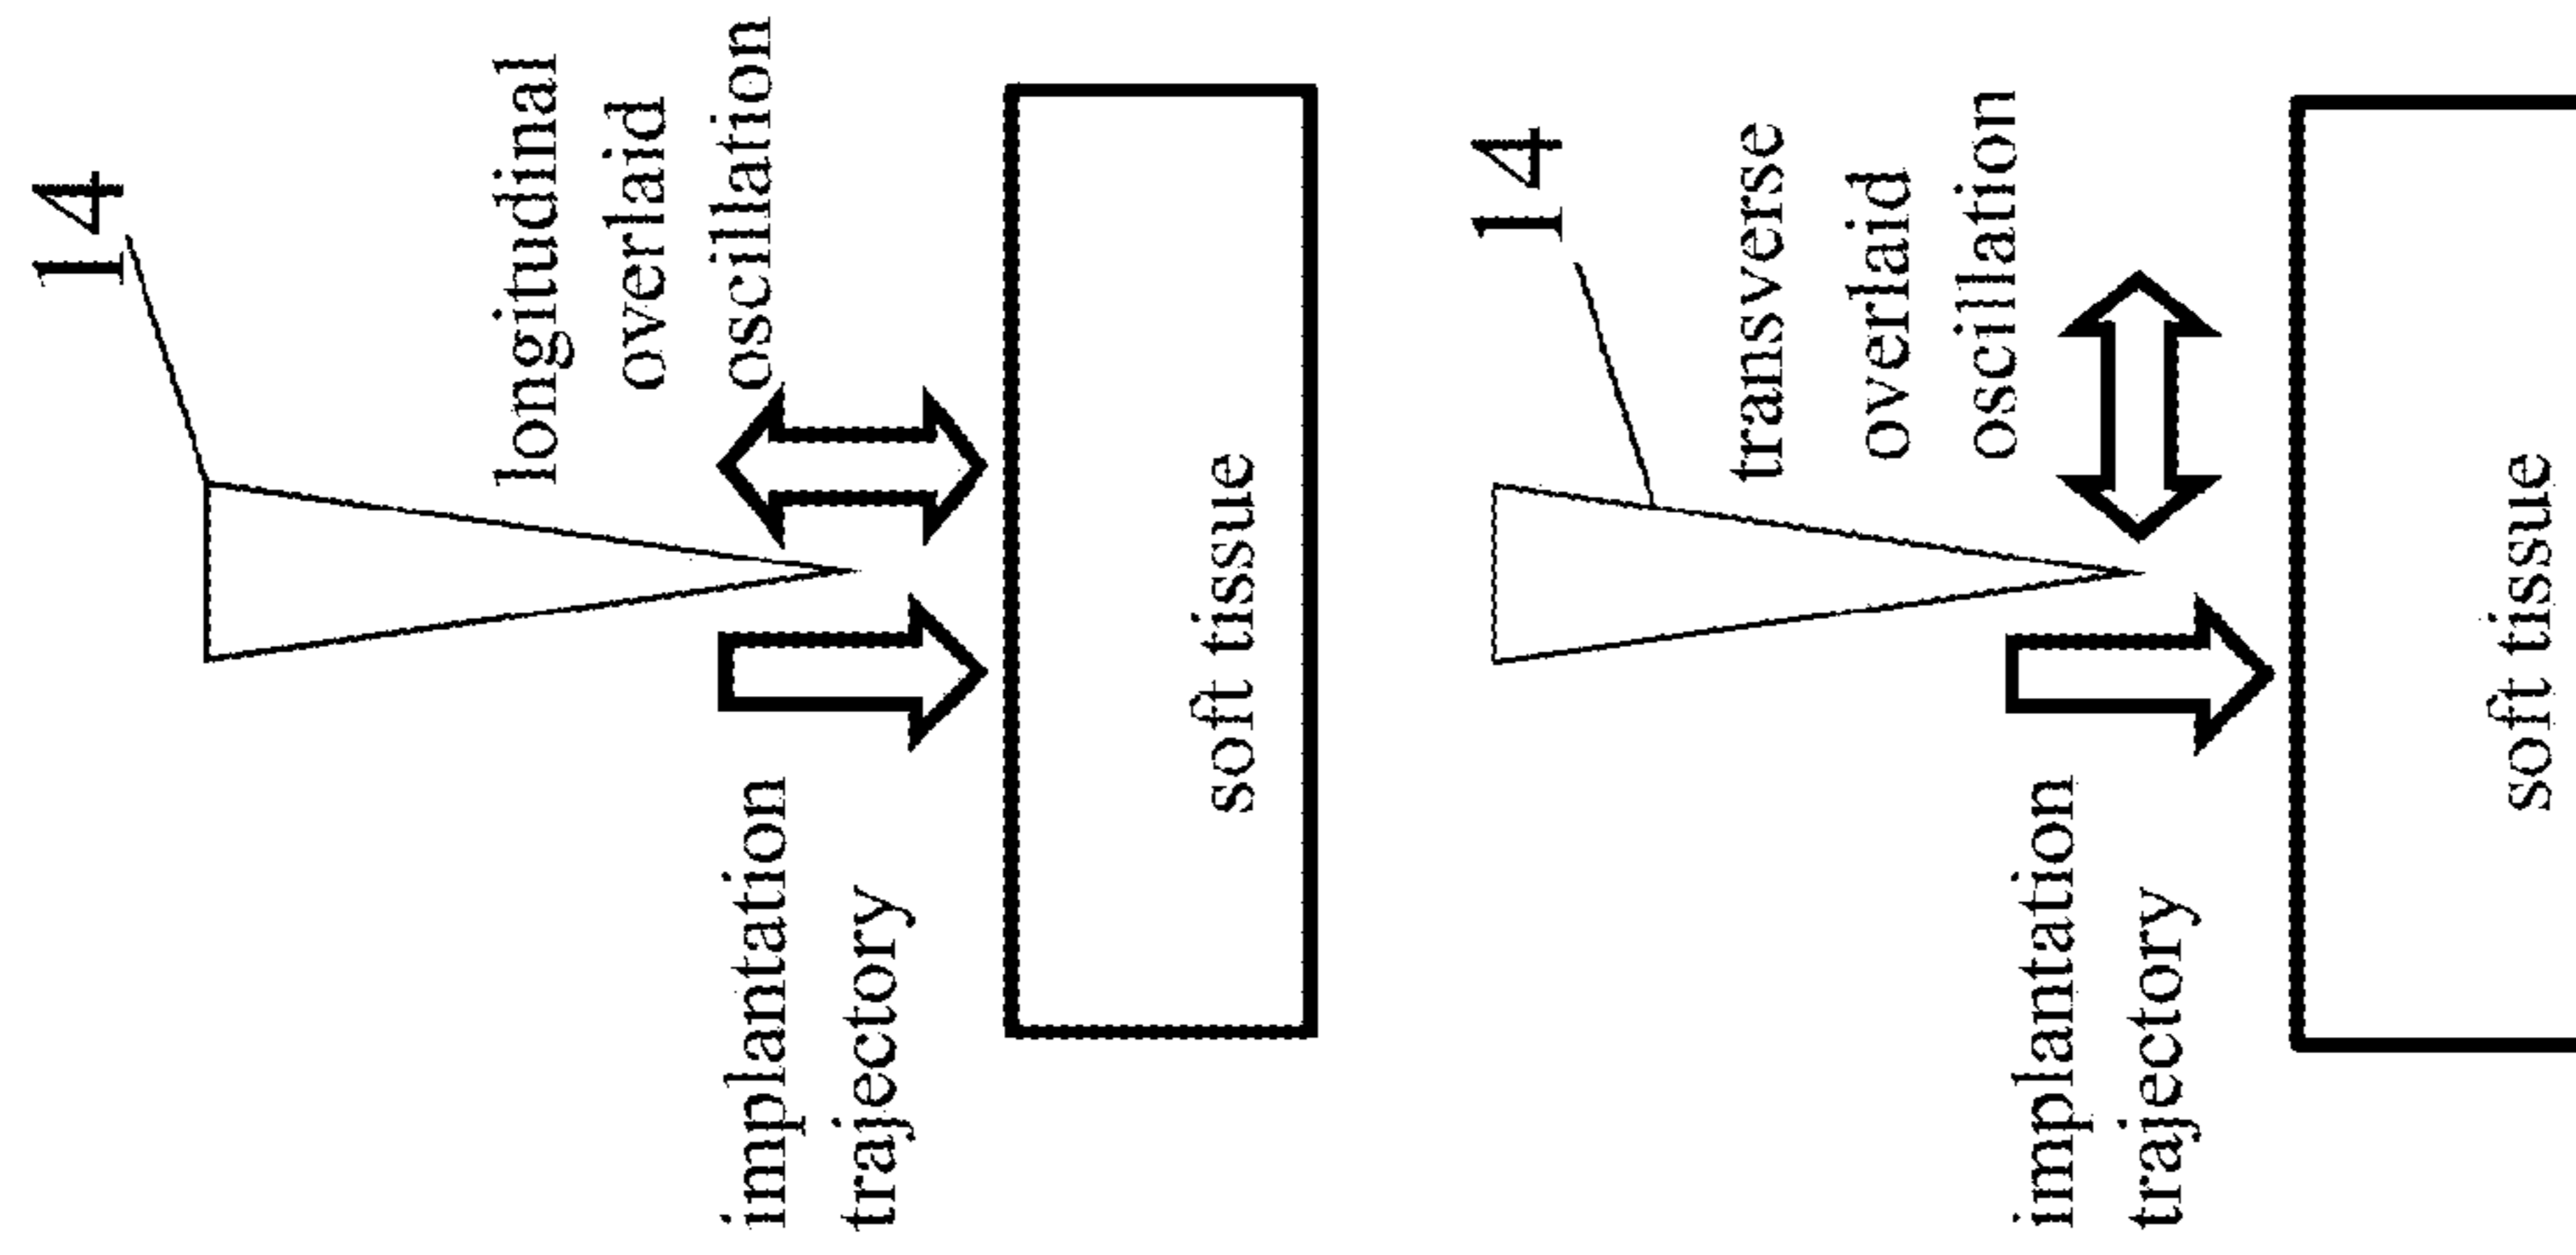 14
longitudinal
overlaid
oscillation
implantation
trajectory
soft tissue
14
transverse
overlaid
oscillation
implantation
trajectory
soft tissue